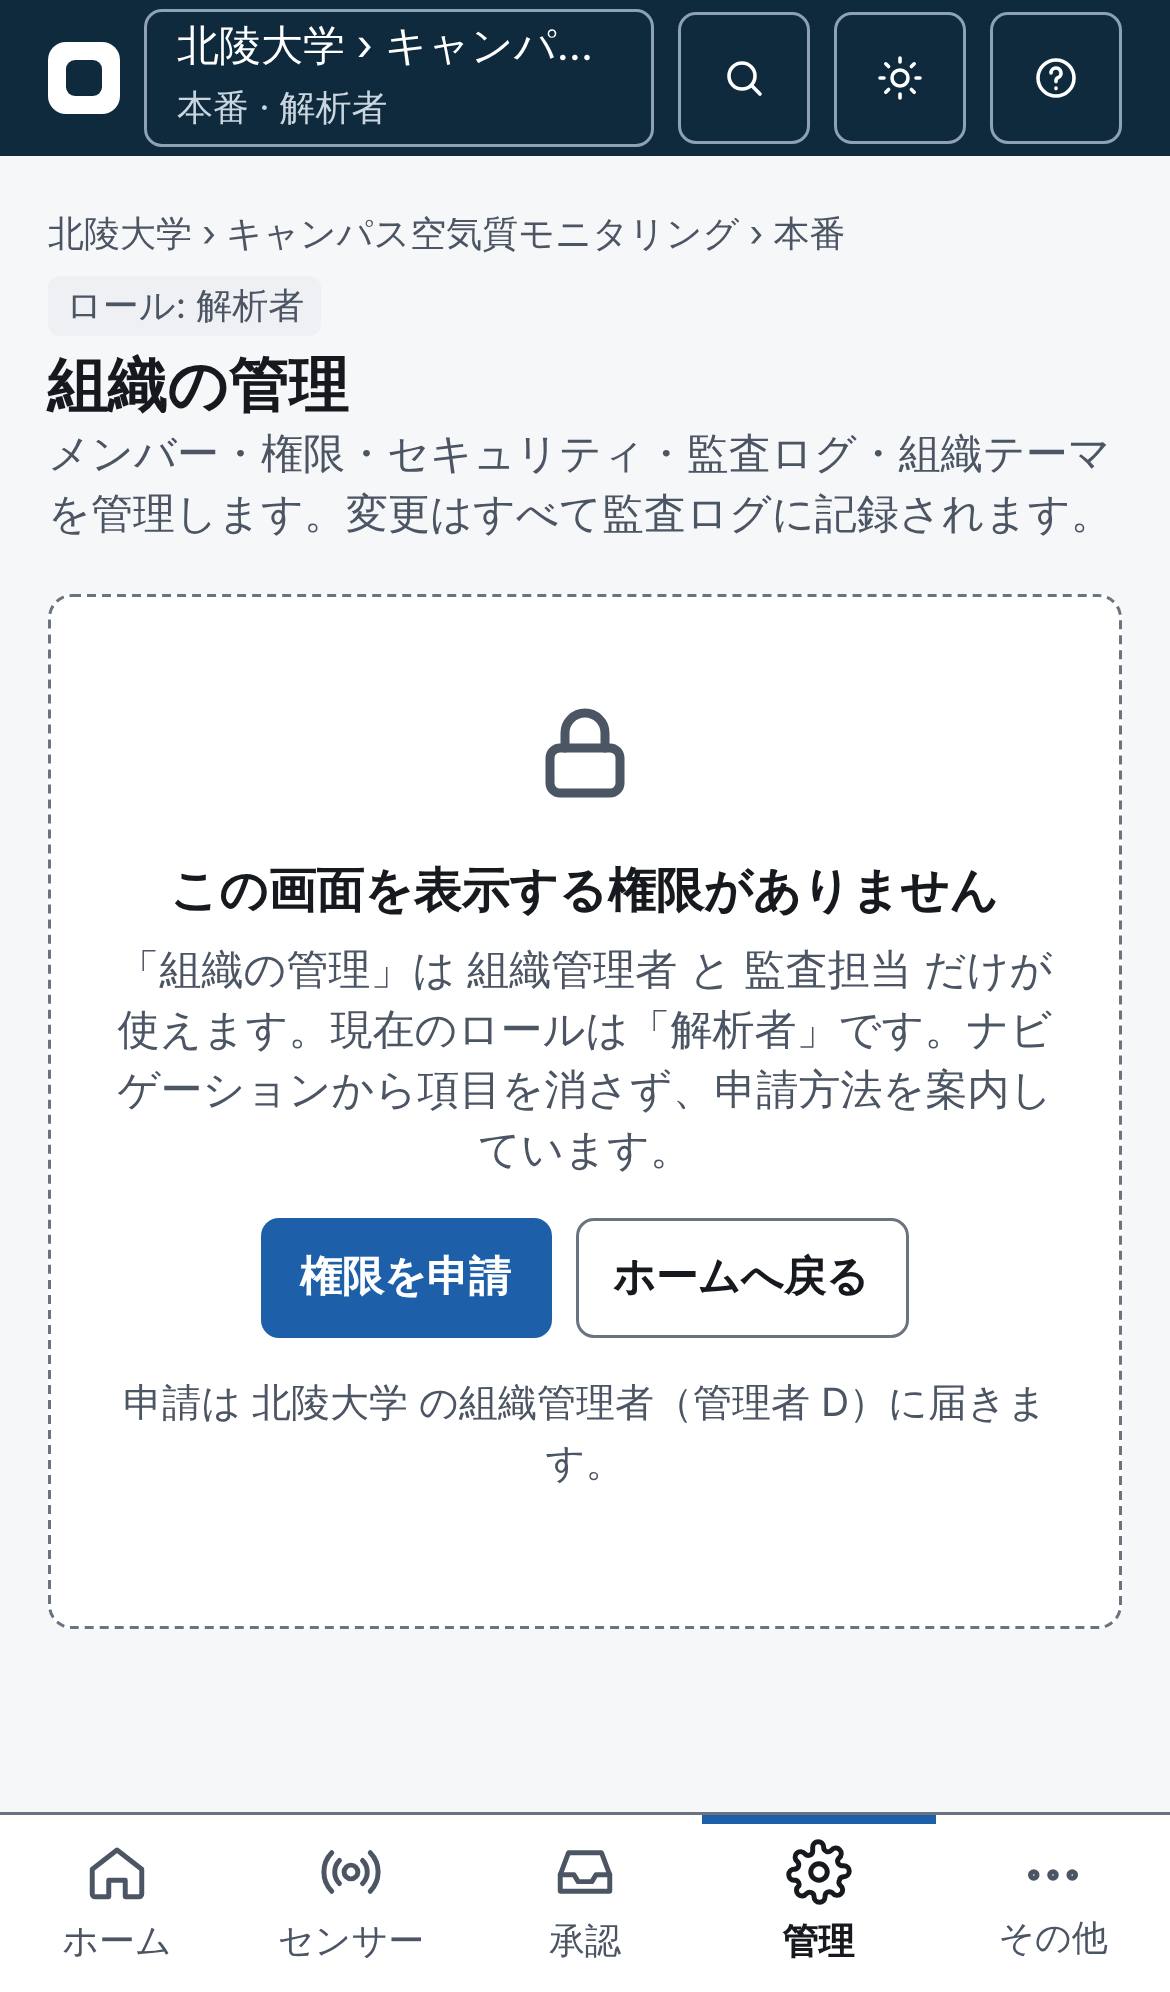 北陵大学 › キャンパ...
本番 · 解析者
北陵大学 › キャンパス空気質モニタリング › 本番
ロール: 解析者
組織の管理
メンバー・権限・セキュリティ・監査ログ・組織テーマ
を管理します。変更はすべて監査ログに記録されます。
この画面を表示する権限がありません
「組織の管理」は 組織管理者 と 監査担当 だけが
使えます。現在のロールは「解析者」です。ナビ
ゲーションから項目を消さず、申請方法を案内し
ています。
権限を申請
ホームへ戻る
申請は 北陵大学 の組織管理者（管理者 D）に届きま
す。
ホーム
センサー
承認
管理
その他